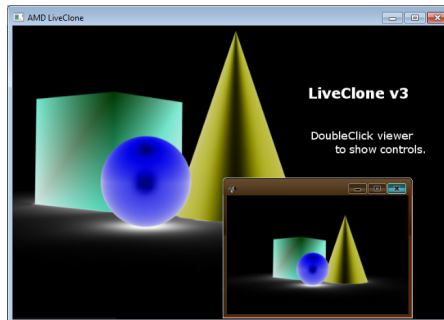 AMD LiveClone
LiveClone v3
DoubleClick viewer
to show controls.